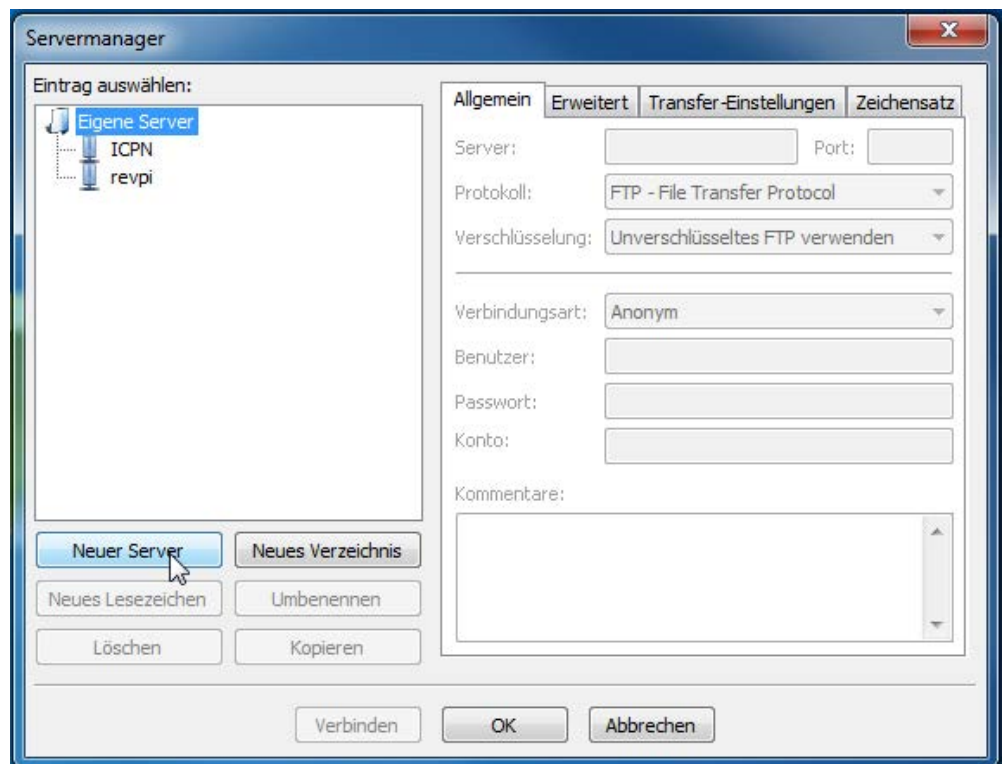 Servermanager
Eintrag auswählen:
Eigene Server
ICPN
revpi
Neuer Server
Neues Verzeichnis
Neues Lesezeichen
Umbenennen
Löschen
Kopieren
Allgemein
Erweitert
Transfer-Einstellungen
Zeichensatz
Server:
Port:
Protokoll:
FTP - File Transfer Protocol
Verschlüsselung:
Unverschlüsseltes FTP verwenden
Verbindungsart:
Anonym
Benutzer:
Passwort:
Konto:
Kommentare:
Verbinden
OK
Abbrechen